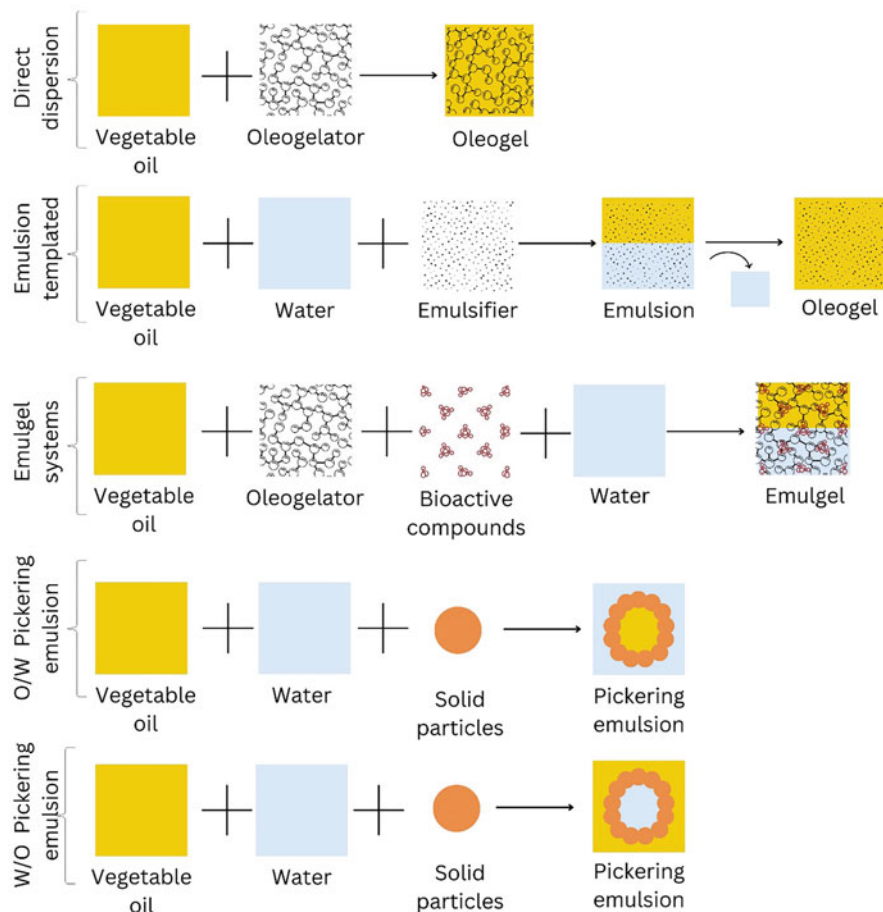 Direct
dispersion
Vegetable
oil
Oleogelator
Oleogel
Emulsion
templated
Vegetable
oil
Water
Emulsifier
Emulsion
Oleogel
Emulgel
systems
Vegetable
oil
Oleogelator
Bioactive
compounds
Water
Emulgel
O/W Pickering
emulsion
Vegetable
oil
Water
Solid
particles
Pickering
emulsion
W/O Pickering
emulsion
Vegetable
oil
Water
Solid
particles
Pickering
emulsion